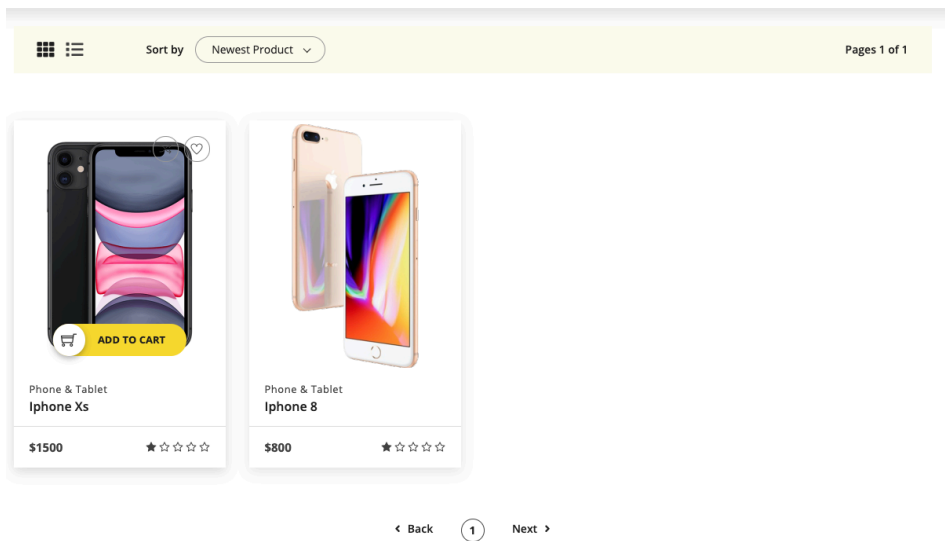 Sort by Newest Product Pages 1 of 1
ADD TO CART
Phone & Tablet
Iphone Xs
$1500
Phone & Tablet
Iphone 8
$800
Back 1 Next